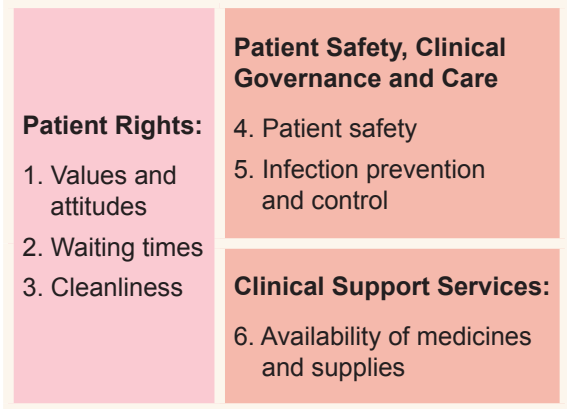 Patient Rights:
1. Values and
attitudes
2. Waiting times
3. Cleanliness
Patient Safety, Clinical
Governance and Care
4. Patient safety
5. Infection prevention
and control
Clinical Support Services:
6. Availability of medicines
and supplies